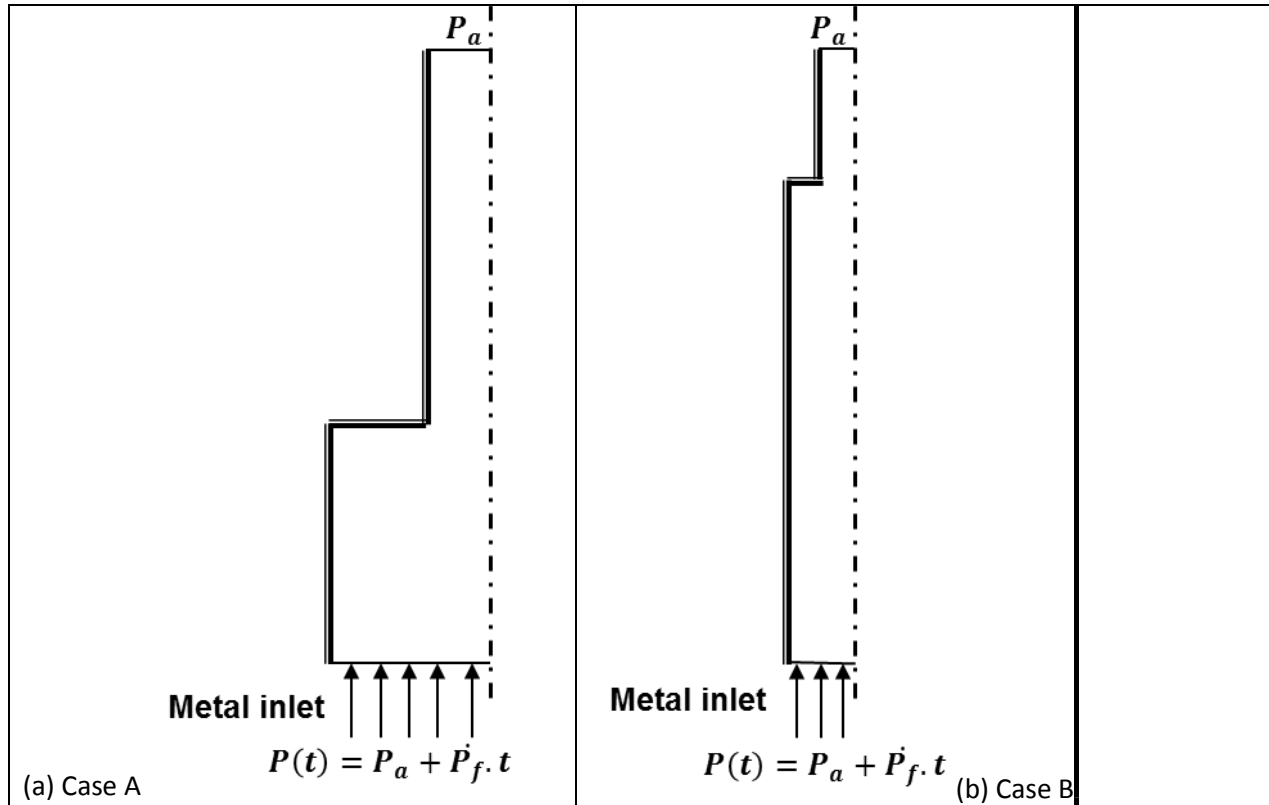 P_a
Metal inlet
P(t) = P_a + Ṗ_f. t
(a) Case A
P_a
Metal inlet
P(t) = P_a + Ṗ_f. t
(b) Case B